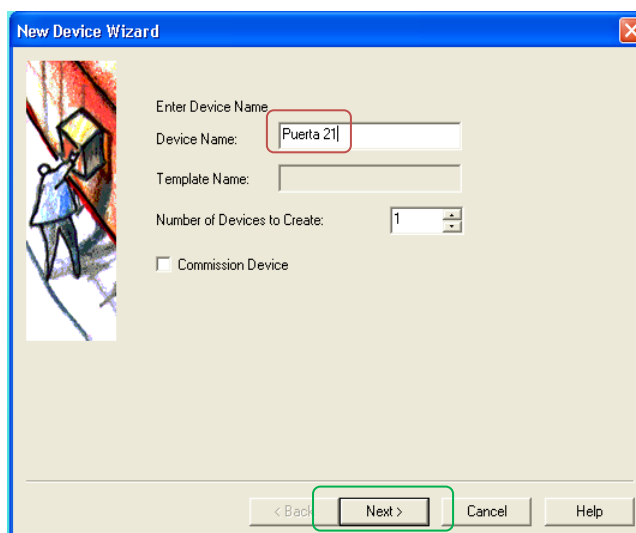 New Device Wizard
Enter Device Name
Device Name: Puerta 21
Template Name:
Number of Devices to Create: 1
Commission Device
< Back Next > Cancel Help